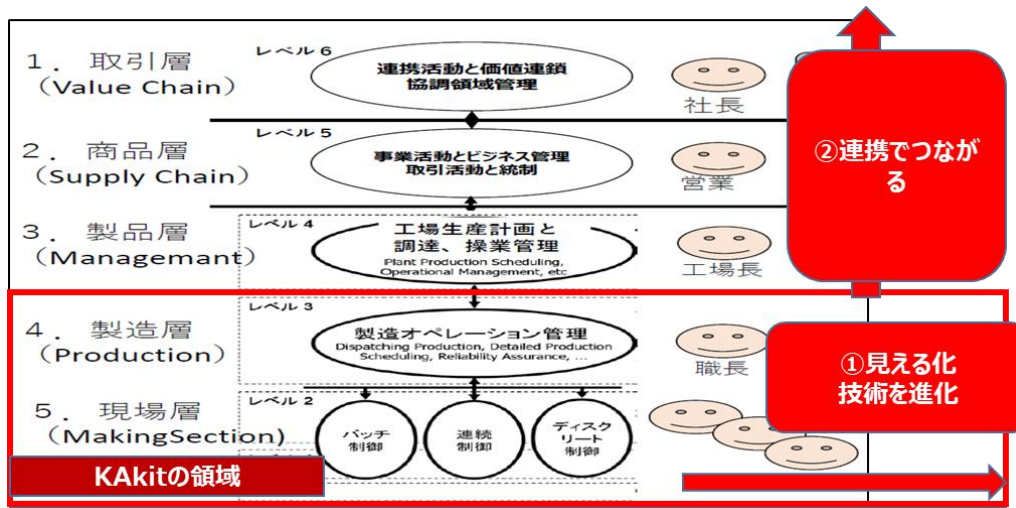 1. 取引層
(Value Chain)
レベル 6
連携活動と価値連鎖
協調領域管理
社長
2. 商品層
(Supply Chain)
レベル 5
事業活動とビジネス管理
取引活動と統制
営業
②連携でつなが
る
3. 製品層
(Managemant)
レベル 4
工場生産計画と
調達、操業管理
Plant Production Scheduling,
Operational Management, etc
工場長
4. 製造層
(Production)
レベル 3
製造オペレーション管理
Dispatching Production, Detailed Production
Scheduling, Reliability Assurance, ...
職長
①見える化
技術を進化
5. 現場層
(MakingSection)
レベル 2
バッチ
制御
連続
制御
ディスク
リート
制御
KAkitの領域